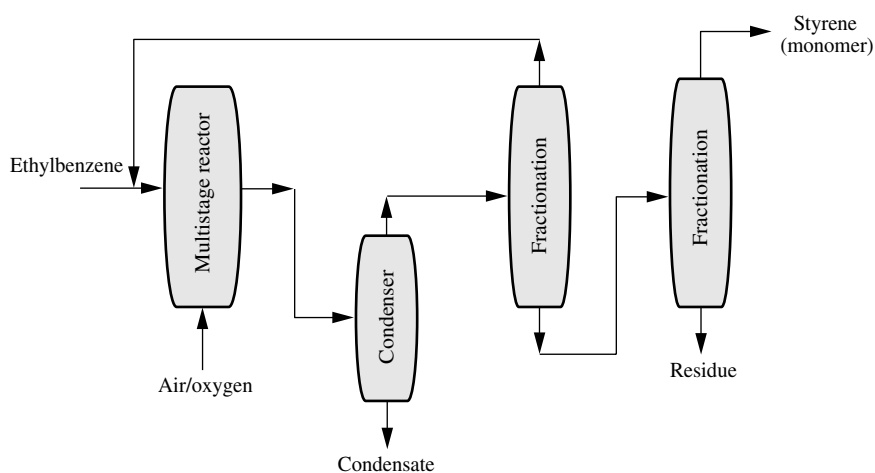 Styrene
(monomer)
Ethylbenzene
Multistage reactor
Air/oxygen
Condenser
Condensate
Fractionation
Fractionation
Residue